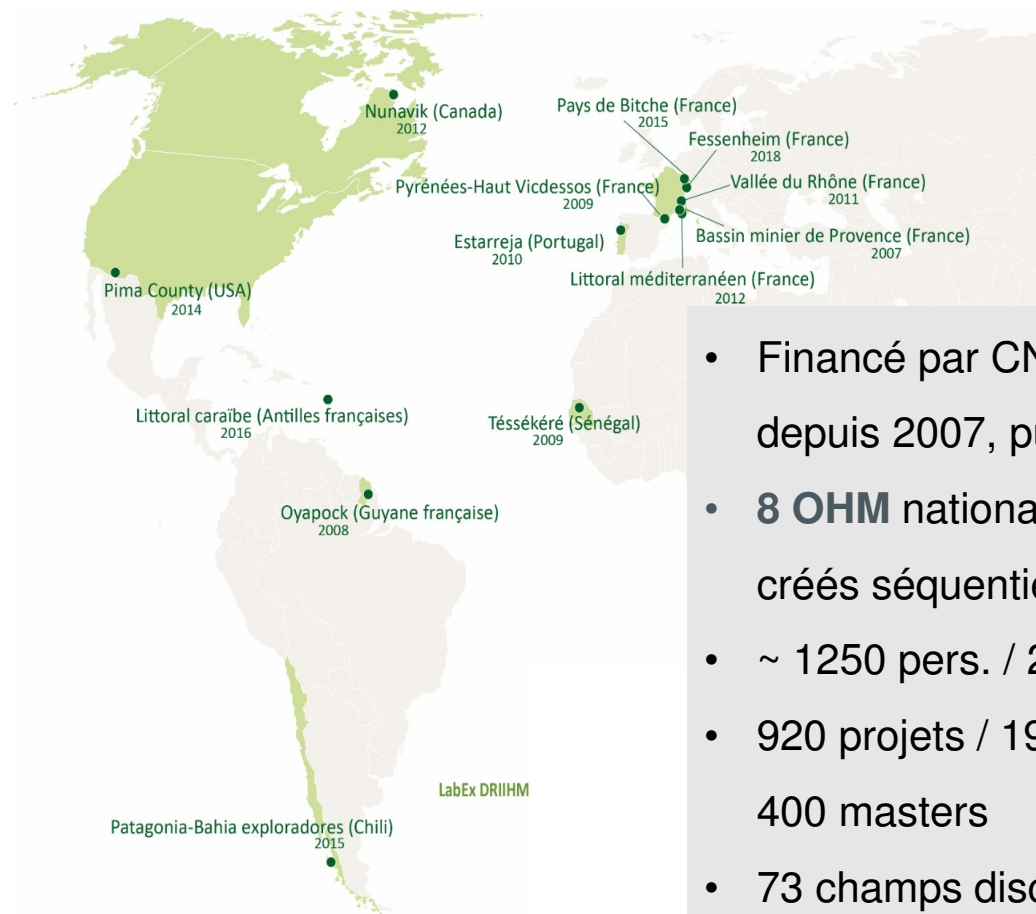 Nunavik (Canada)
2012
Pays de Bitche (France)
2015
Fessenheim (France)
2018
Pyrénées-Haut Vicdessos (France)
2009
Vallée du Rhône (France)
2011
Estarreja (Portugal)
2010
Bassin minier de Provence (France)
2007
Littoral méditerranéen (France)
2012
Pima County (USA)
2014
Littoral caraïbe (Antilles françaises)
2016
Téssékéré (Sénégal)
2009
Oyapock (Guyane française)
2008
LabEx DRIIHM
Patagonia-Bahia exploradores (Chili)
2015
• Financé par CN
depuis 2007, pu
• 8 OHM nationa
créés séquentie
• ~ 1250 pers. / 2
• 920 projets / 19
400 masters
• 73 champs disc